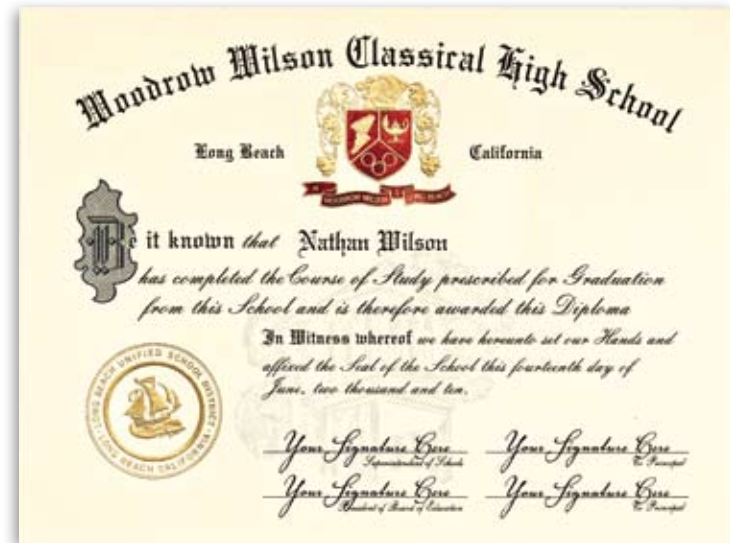 Woodrow Wilson Classical High School
Long Beach California
WOODROW WILSON
Be it known that Nathan Wilson
has completed the Course of Study prescribed for Graduation
from this School and is therefore awarded this Diploma
In Witness whereof we have hereunto set our Hands and
affixed the Seal of the School this fourteenth day of
June, two thousand and ten.
LONG BEACH UNIFIED SCHOOL DISTRICT
LONG BEACH CALIFORNIA
Your Signature Here Your Signature Here
Superintendent of Schools Principal
Your Signature Here Your Signature Here
President of Board of Education Principal